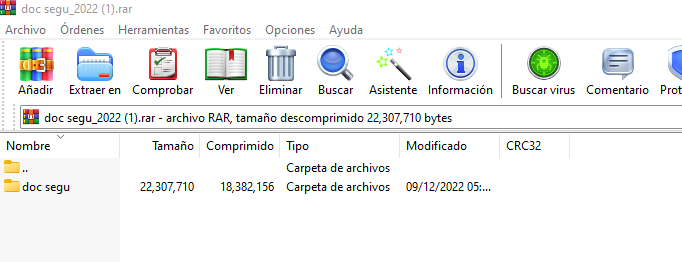 doc segu_2022 (1).rar
Archivo Órdenes Herramientas Favoritos Opciones Ayuda
Añadir Extraer en Comprobar Ver Eliminar Buscar Asistente Información Buscar virus Comentario Prot
doc segu_2022 (1).rar - archivo RAR, tamaño descomprimido 22,307,710 bytes
Nombre Tamaño Comprimido Tipo Modificado CRC32
.. Carpeta de archivos
doc segu 22,307,710 18,382,156 Carpeta de archivos 09/12/2022 05:...